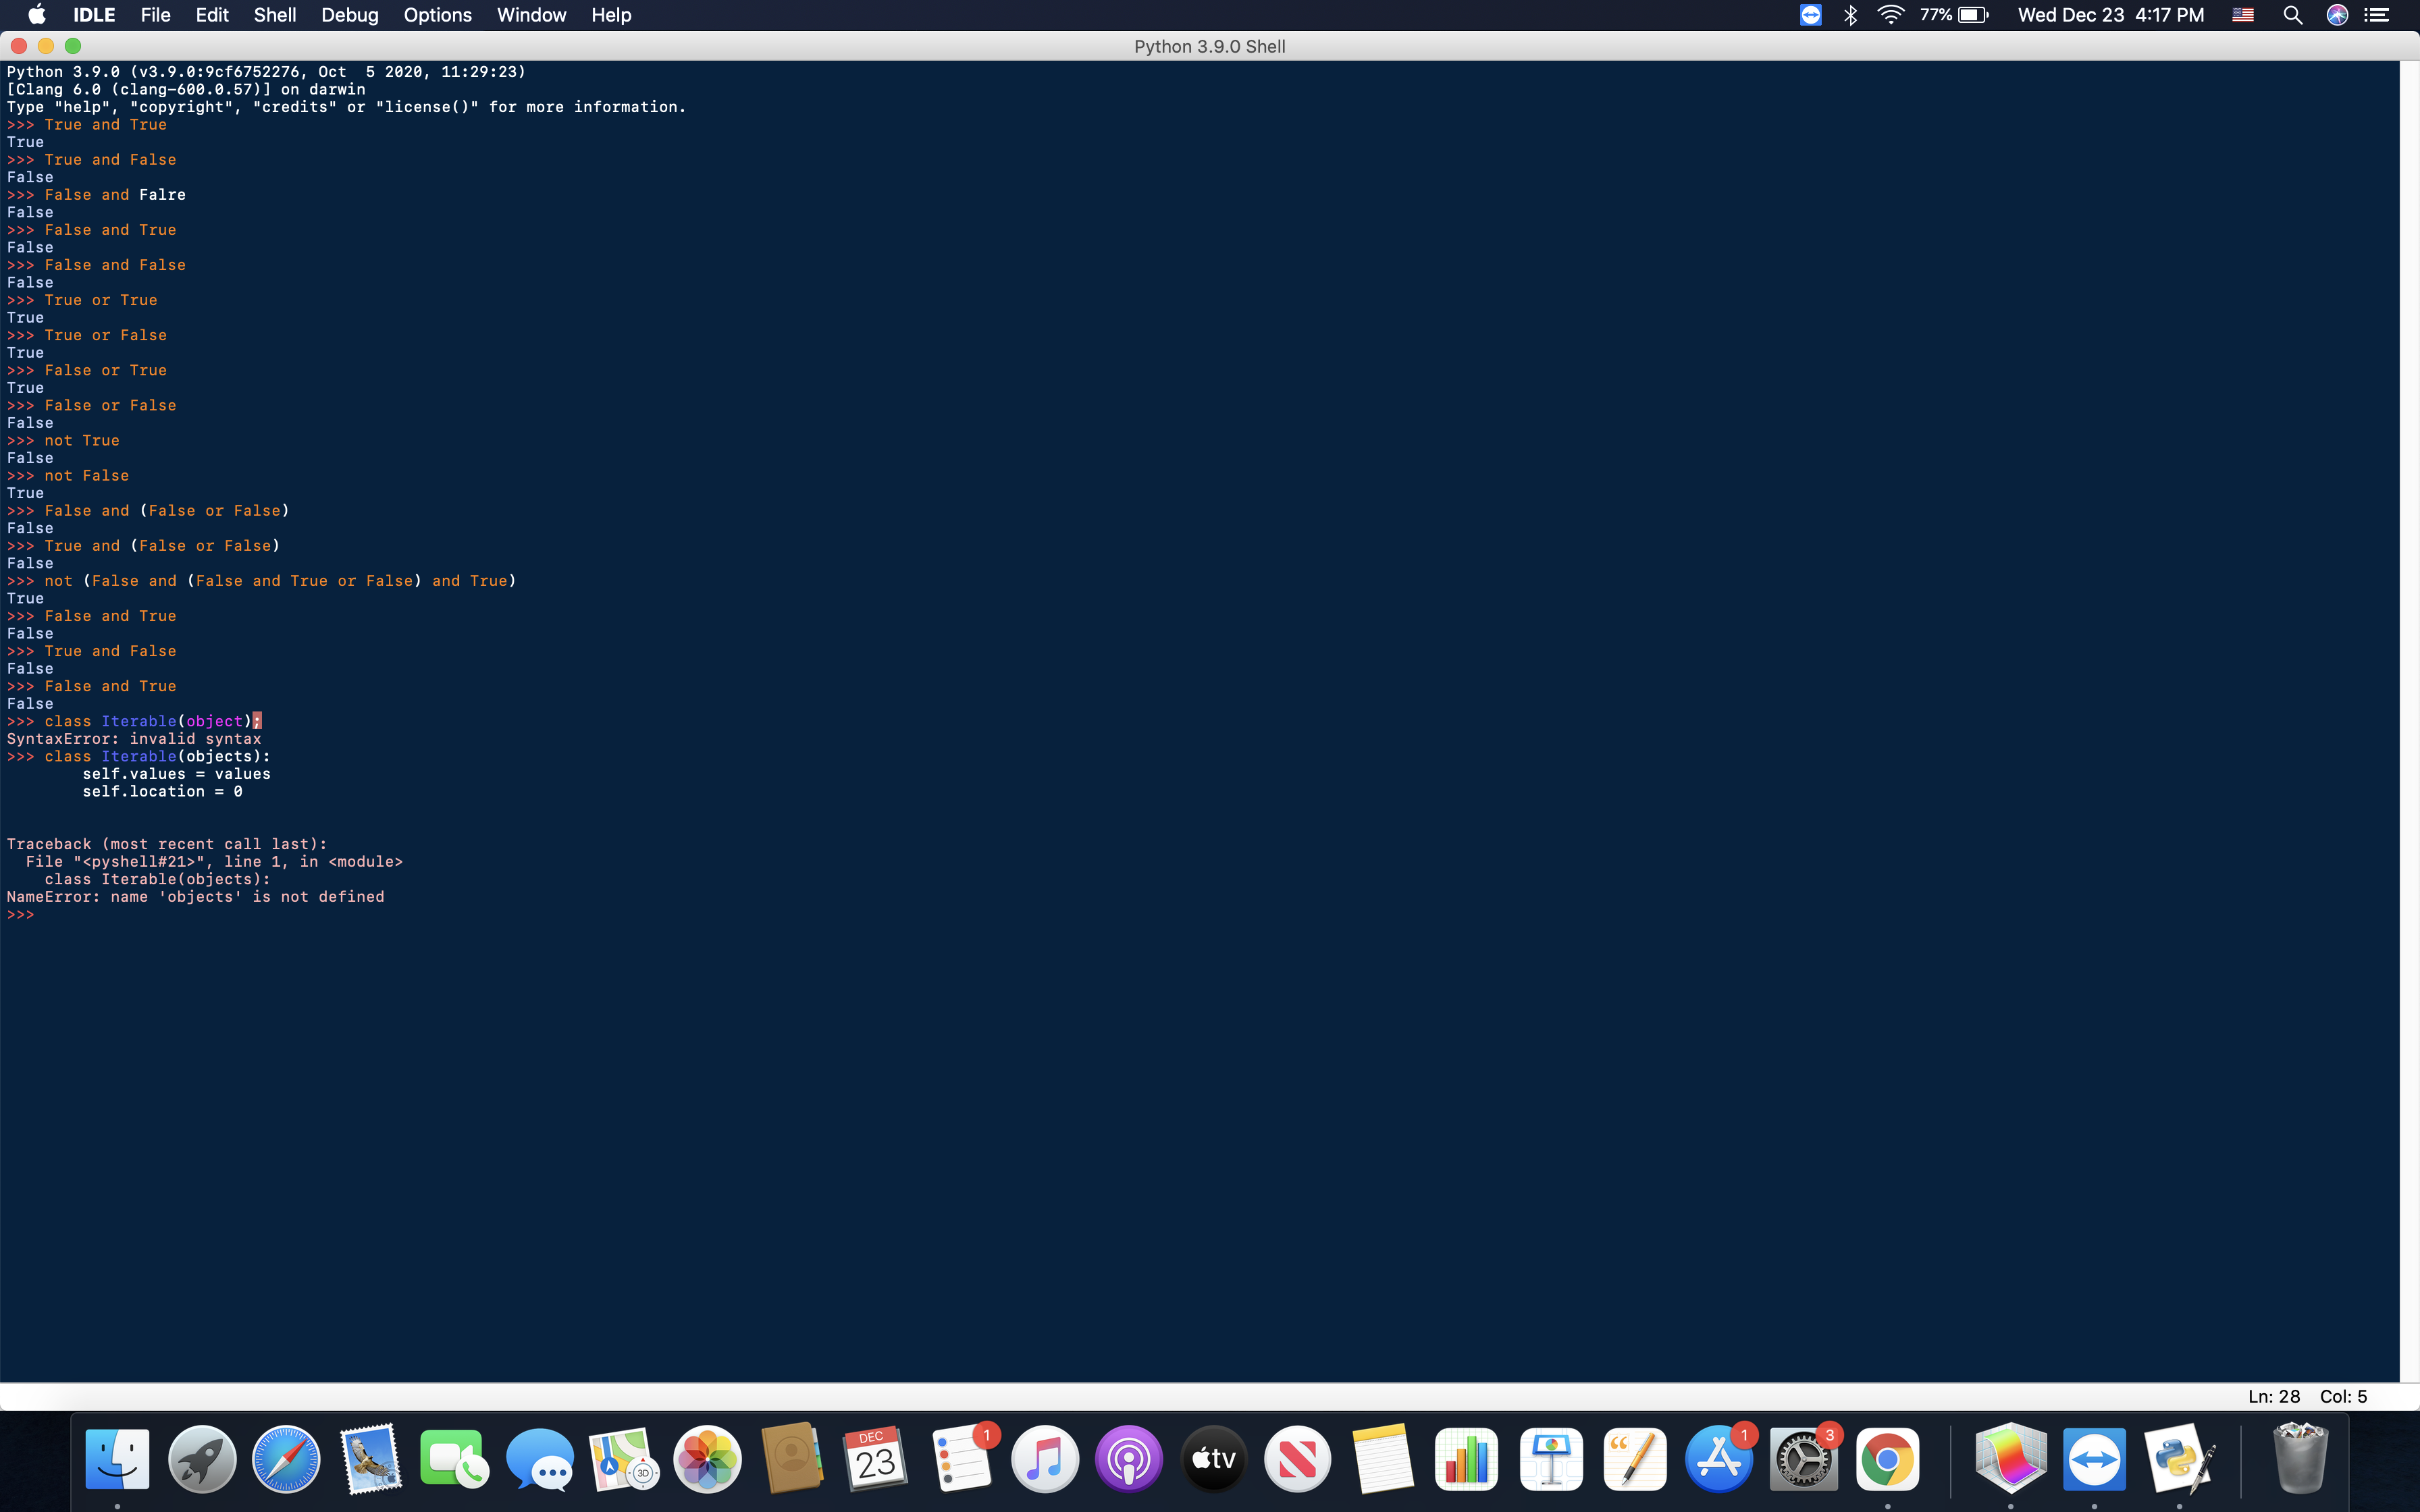 IDLE File Edit Shell Debug Options Window Help 77% Wed Dec 23 4:17 PM
Python 3.9.0 Shell
Python 3.9.0 (v3.9.0:9cf6752276, Oct  5 2020, 11:29:23)
[Clang 6.0 (clang-600.0.57)] on darwin
Type "help", "copyright", "credits" or "license()" for more information.
>>> True and True
True
>>> True and False
False
>>> False and Falre
False
>>> False and True
False
>>> False and False
False
>>> True or True
True
>>> True or False
True
>>> False or True
True
>>> False or False
False
>>> not True
False
>>> not False
True
>>> False and (False or False)
False
>>> True and (False or False)
False
>>> not (False and (False and True or False) and True)
True
>>> False and True
False
>>> True and False
False
>>> False and True
False
>>> class Iterable(object);
SyntaxError: invalid syntax
>>> class Iterable(objects):
        self.values = values
        self.location = 0
Traceback (most recent call last):
  File "<pyshell#21>", line 1, in <module>
    class Iterable(objects):
NameError: name 'objects' is not defined
>>>
Ln: 28 Col: 5
3D
DEC
23
1
tv
1
3